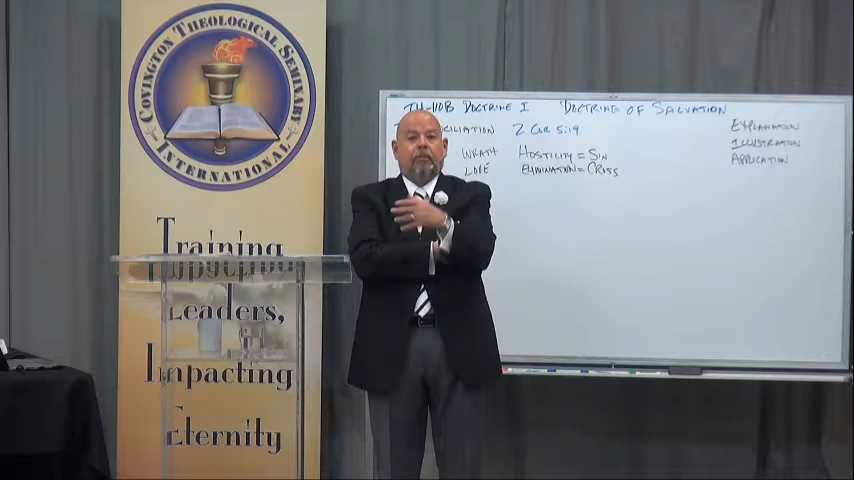 COVINGTON THEOLOGICAL SEMINARY
INTERNATIONAL
Training
Leaders,
Impacting
Eternity
TH-110B DOCTRINE I DOCTRINE OF SALVATION
CILIATION 2 COR 5:19
WRATH HOSTILITY = SIN
LOVE ELIMINATION = CROSS
EXPLANATION
ILLUSTRATION
APPLICATION